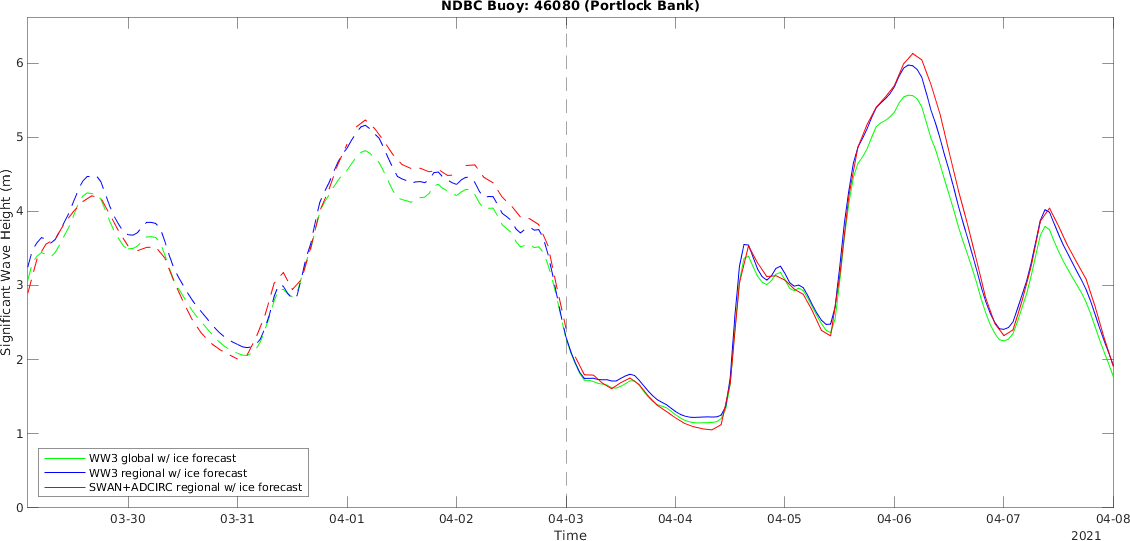 NDBC Buoy: 46080 (Portlock Bank)
Significant Wave Height (m)
6
5
4
3
2
1
0
WW3 global w/ ice forecast
WW3 regional w/ ice forecast
SWAN+ADCIRC regional w/ ice forecast
03-30 03-31 04-01 04-02 04-03 04-04 04-05 04-06 04-07 04-08
Time
2021